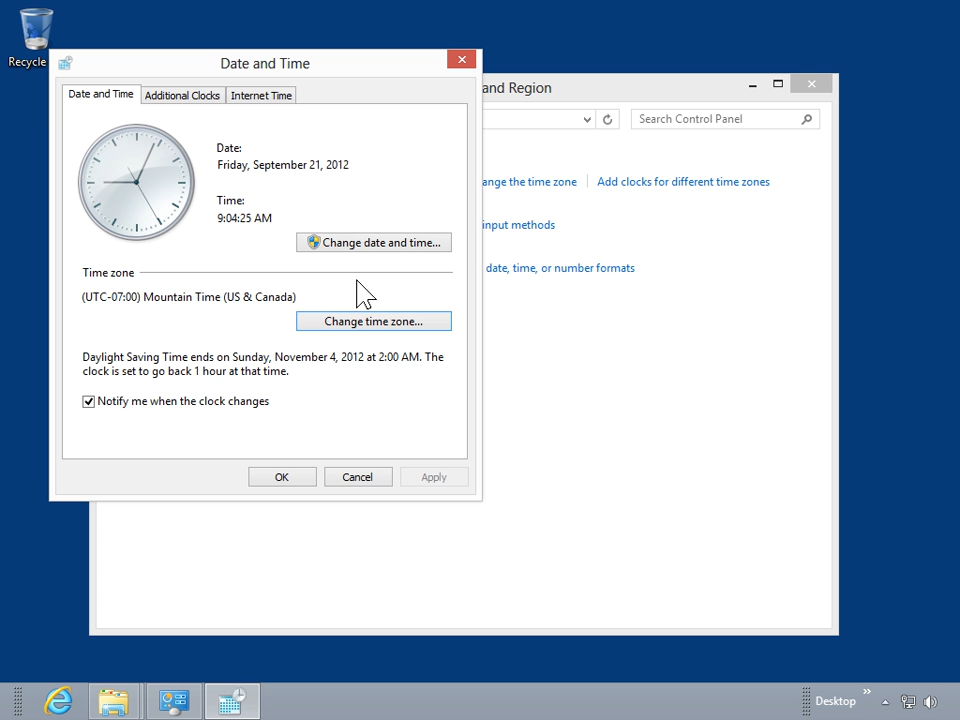 Recycle
Date and Time
and Region
Date and Time
Additional Clocks
Internet Time
Search Control Panel
Date:
Friday, September 21, 2012
Time:
9:04:25 AM
Change date and time...
ange the time zone
Add clocks for different time zones
input methods
date, time, or number formats
Time zone
(UTC-07:00) Mountain Time (US & Canada)
Change time zone...
Daylight Saving Time ends on Sunday, November 4, 2012 at 2:00 AM. The
clock is set to go back 1 hour at that time.
Notify me when the clock changes
OK
Cancel
Apply
Desktop